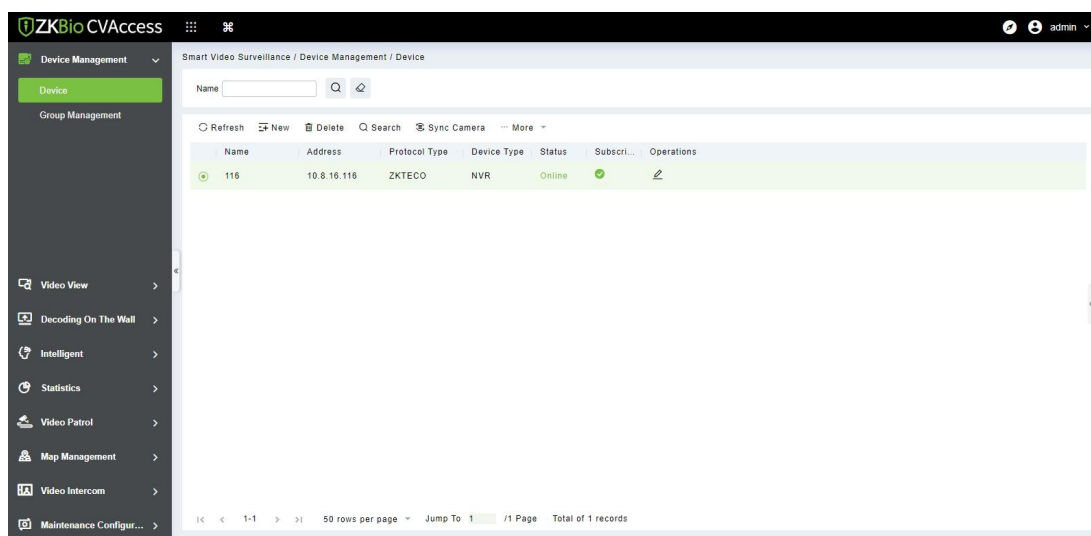 ZKBio CVAccess
admin
Device Management
Device
Group Management
Video View
Decoding On The Wall
Intelligent
Statistics
Video Patrol
Map Management
Video Intercom
Maintenance Configur...
Smart Video Surveillance / Device Management / Device
Name
Refresh New Delete Search Sync Camera ··· More
Name Address Protocol Type Device Type Status Subscri... Operations
116 10.8.16.116 ZKTECO NVR Online
1-1 50 rows per page Jump To 1 /1 Page Total of 1 records